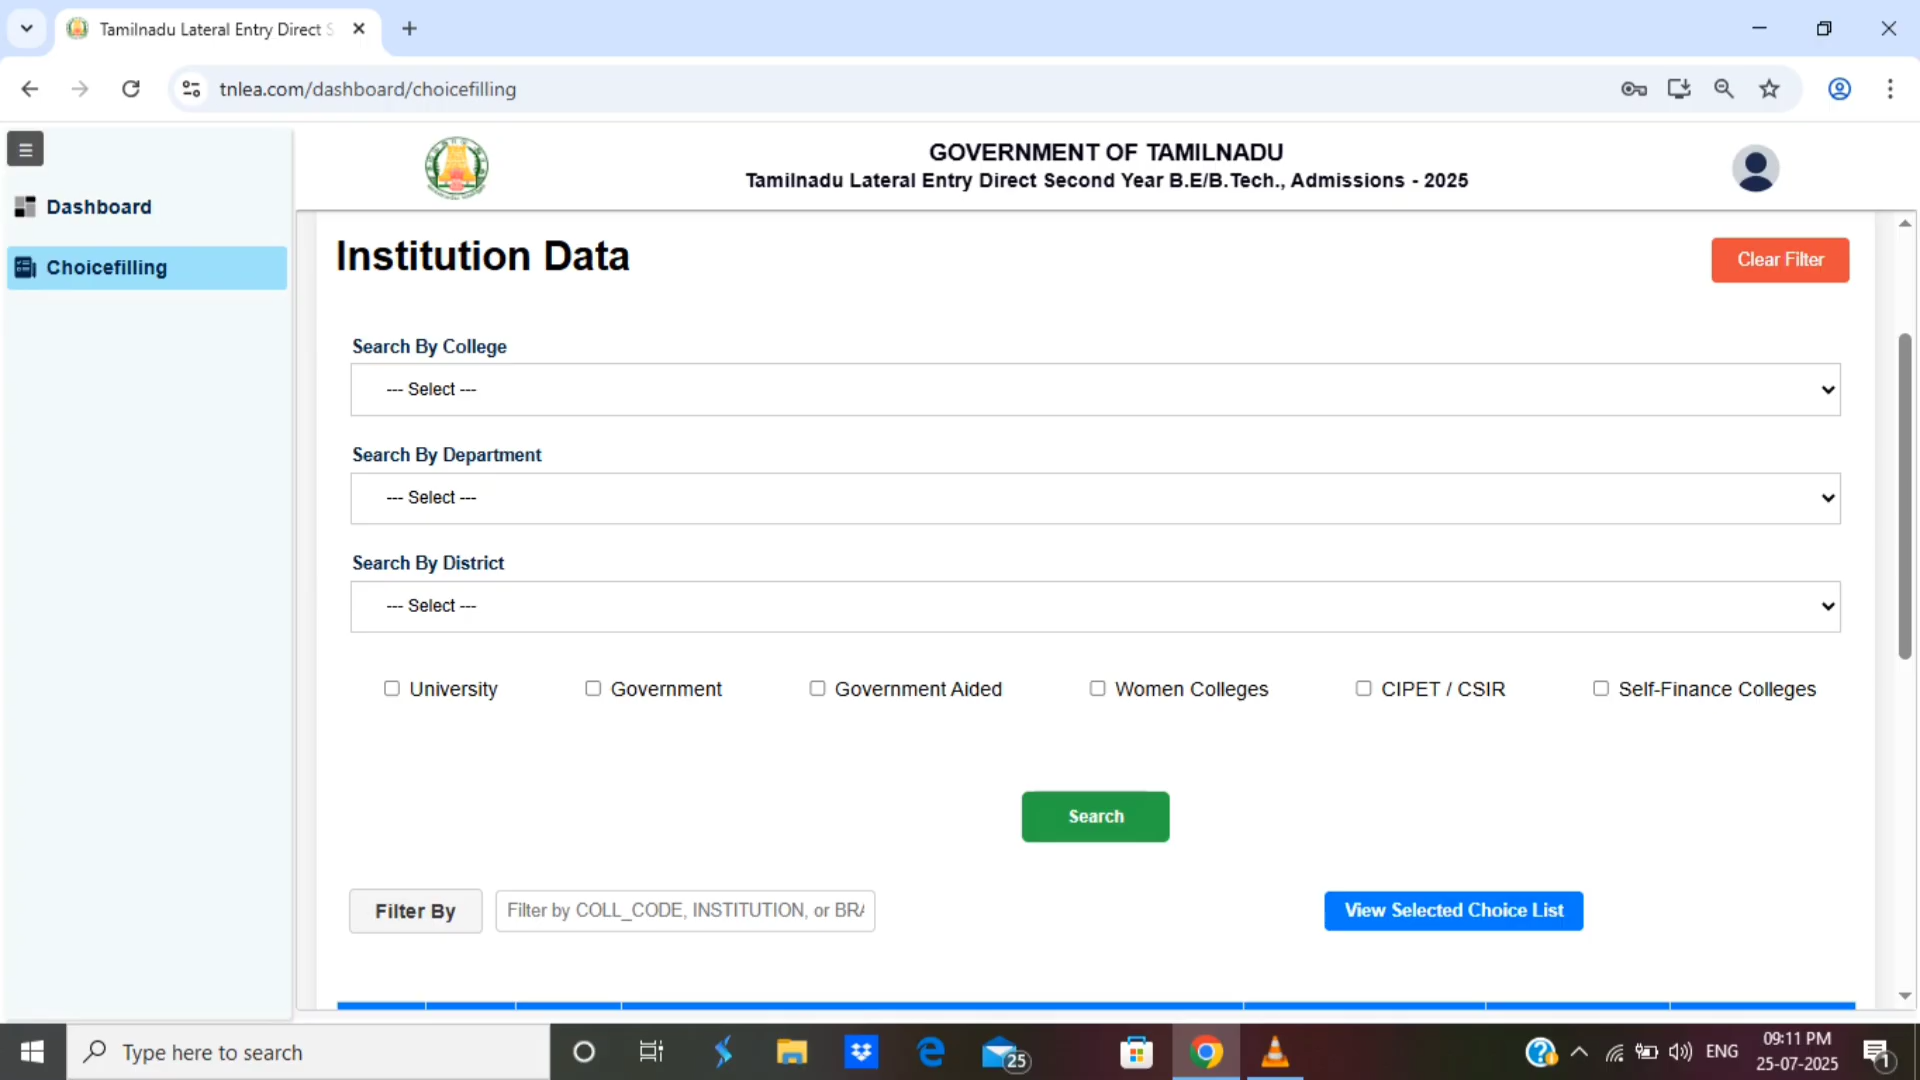 Tamilnadu Lateral Entry Direct S
tnlea.com/dashboard/choicefilling
GOVERNMENT OF TAMILNADU
Tamilnadu Lateral Entry Direct Second Year B.E/B.Tech., Admissions - 2025
Dashboard
Choicefilling
Institution Data
Clear Filter
Search By College
--- Select ---
Search By Department
--- Select ---
Search By District
--- Select ---
University Government Government Aided Women Colleges CIPET / CSIR Self-Finance Colleges
Search
Filter By Filter by COLL_CODE, INSTITUTION, or BRA View Selected Choice List
Type here to search
25
ENG
09:11 PM
25-07-2025
1